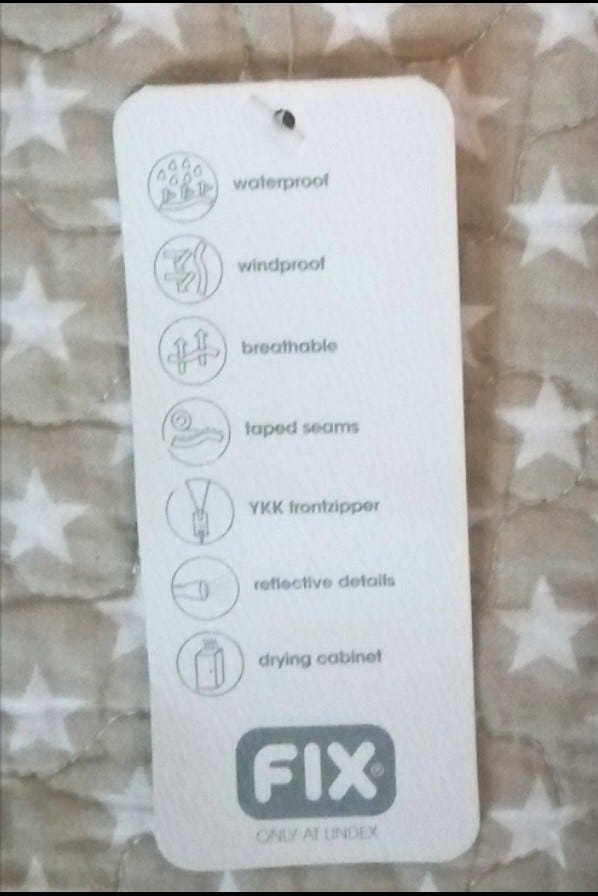 waterproof
windproof
breathable
taped seams
YKK frontzipper
reflective details
drying cabinet
FIX®
ONLY AT LINDEX